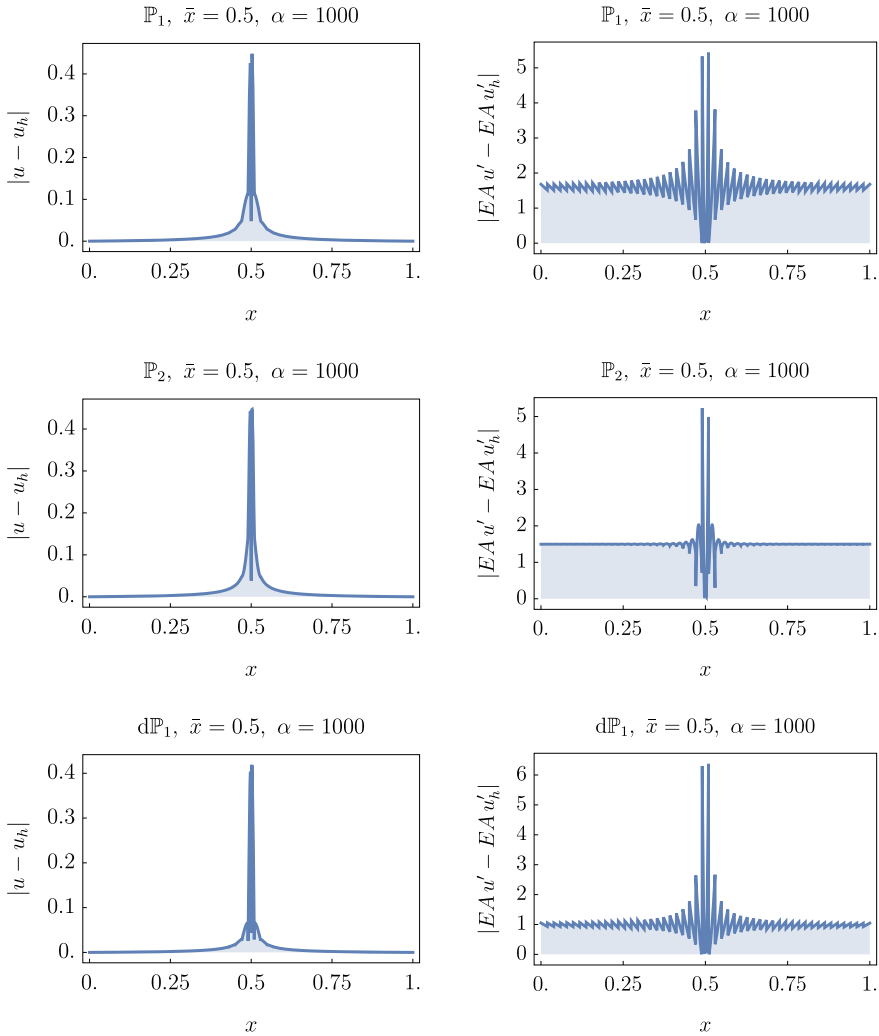 ℙ₁, x̄ = 0.5, α = 1000
|u − u_h|
0.4
0.3
0.2
0.1
0.
0. 0.25 0.5 0.75 1.
x
ℙ₁, x̄ = 0.5, α = 1000
|EA u′ − EA u′_h|
5
4
3
2
1
0
0. 0.25 0.5 0.75 1.
x
ℙ₂, x̄ = 0.5, α = 1000
|u − u_h|
0.4
0.3
0.2
0.1
0.
0. 0.25 0.5 0.75 1.
x
ℙ₂, x̄ = 0.5, α = 1000
|EA u′ − EA u′_h|
5
4
3
2
1
0
0. 0.25 0.5 0.75 1.
x
dℙ₁, x̄ = 0.5, α = 1000
|u − u_h|
0.4
0.3
0.2
0.1
0.
0. 0.25 0.5 0.75 1.
x
dℙ₁, x̄ = 0.5, α = 1000
|EA u′ − EA u′_h|
6
5
4
3
2
1
0
0. 0.25 0.5 0.75 1.
x